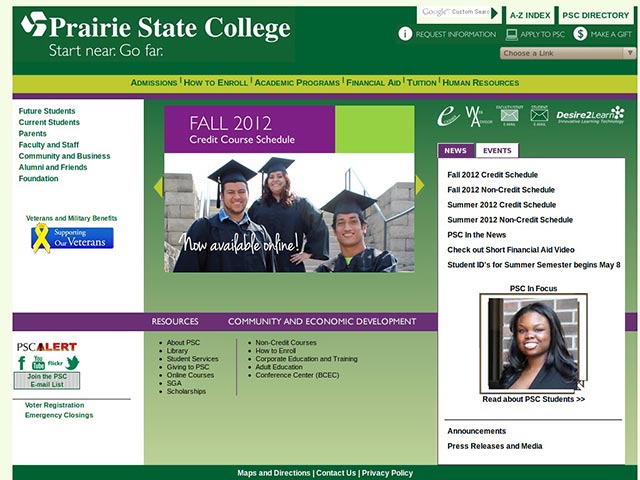 Prairie State College
Start near. Go far.
Google™ Custom Search
A-Z INDEX
PSC DIRECTORY
REQUEST INFORMATION
APPLY TO PSC
MAKE A GIFT
Choose a Link
ADMISSIONS | HOW TO ENROLL | ACADEMIC PROGRAMS | FINANCIAL AID | TUITION | HUMAN RESOURCES
Future Students
Current Students
Parents
Faculty and Staff
Community and Business
Alumni and Friends
Foundation
Veterans and Military Benefits
Supporting
Our Veterans
FALL 2012
Credit Course Schedule
Now available online!
FACULTY/STAFF
E-MAIL
STUDENT
E-MAIL
Desire2Learn
Innovative Learning Technology
NEWS
EVENTS
Fall 2012 Credit Schedule
Fall 2012 Non-Credit Schedule
Summer 2012 Credit Schedule
Summer 2012 Non-Credit Schedule
PSC In the News
Check out Short Financial Aid Video
Student ID's for Summer Semester begins May 8
PSC In Focus
Read about PSC Students >>
Announcements
Press Releases and Media
RESOURCES
COMMUNITY AND ECONOMIC DEVELOPMENT
About PSC
Library
Student Services
Giving to PSC
Online Courses
SGA
Scholarships
Non-Credit Courses
How to Enroll
Corporate Education and Training
Adult Education
Conference Center (BCEC)
PSC ALERT
You Tube
flickr
Join the PSC
E-mail List
Voter Registration
Emergency Closings
Maps and Directions | Contact Us | Privacy Policy